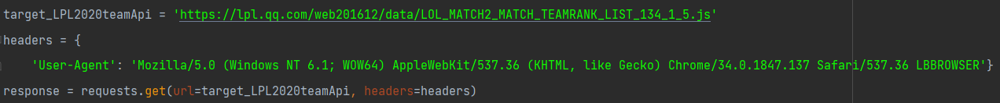 target_LPL2020teamApi = 'https://lpl.qq.com/web201612/data/LOL_MATCH2_MATCH_TEAMRANK_LIST_134_1_5.js'
headers = {
    'User-Agent': 'Mozilla/5.0 (Windows NT 6.1; WOW64) AppleWebKit/537.36 (KHTML, like Gecko) Chrome/34.0.1847.137 Safari/537.36 LBBROWSER'}
response = requests.get(url=target_LPL2020teamApi, headers=headers)